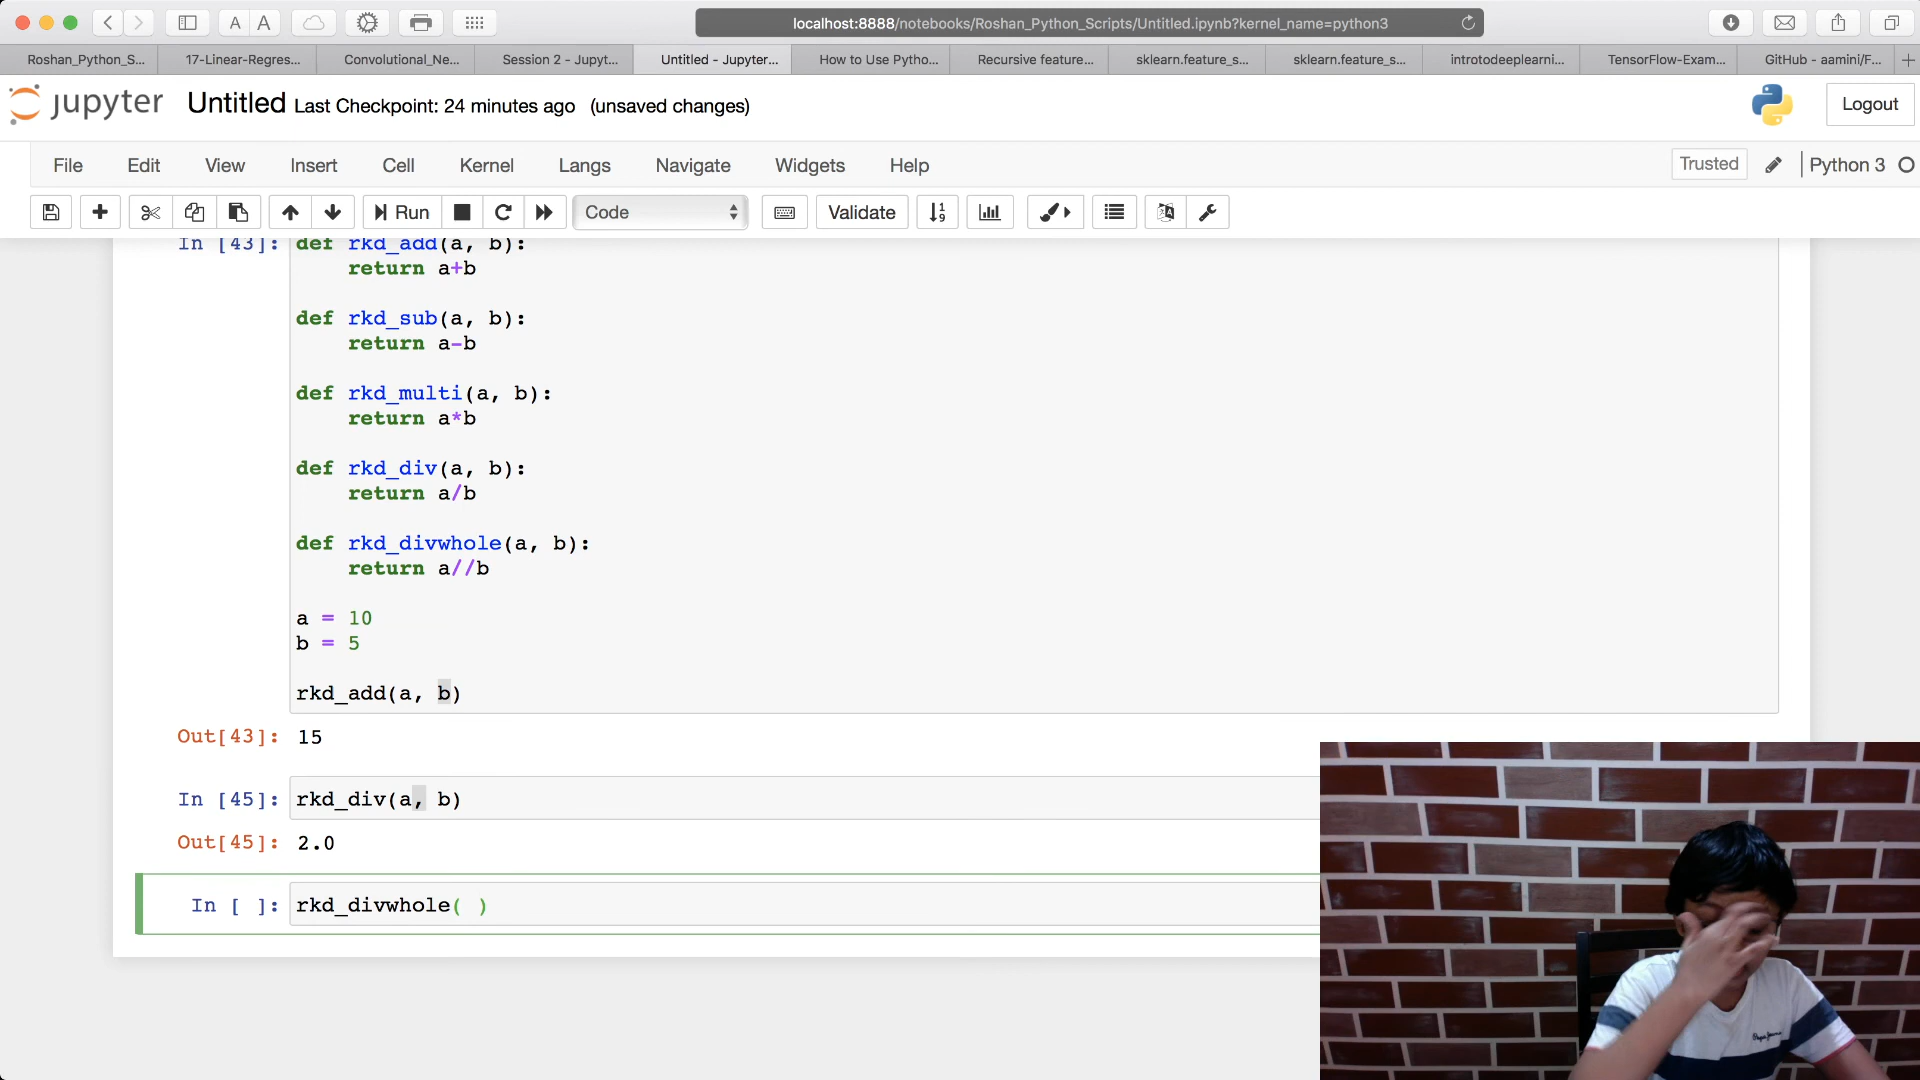 A A
localhost:8888/notebooks/Roshan_Python_Scripts/Untitled.ipynb?kernel_name=python3
Roshan_Python_S... 17-Linear-Regres... Convolutional_Ne... Session 2 - Jupyt... Untitled - Jupyter... How to Use Pytho... Recursive feature... sklearn.feature_s... sklearn.feature_s... introtodeeplearni... TensorFlow-Exam... GitHub - aamini/F...
jupyter Untitled Last Checkpoint: 24 minutes ago (unsaved changes) Logout
File Edit View Insert Cell Kernel Langs Navigate Widgets Help Trusted Python 3
Run Code Validate
In [43]: def rkd_add(a, b):
return a+b
def rkd_sub(a, b):
return a-b
def rkd_multi(a, b):
return a*b
def rkd_div(a, b):
return a/b
def rkd_divwhole(a, b):
return a//b
a = 10
b = 5
rkd_add(a, b)
Out[43]: 15
In [45]: rkd_div(a, b)
Out[45]: 2.0
In [ ]: rkd_divwhole( )